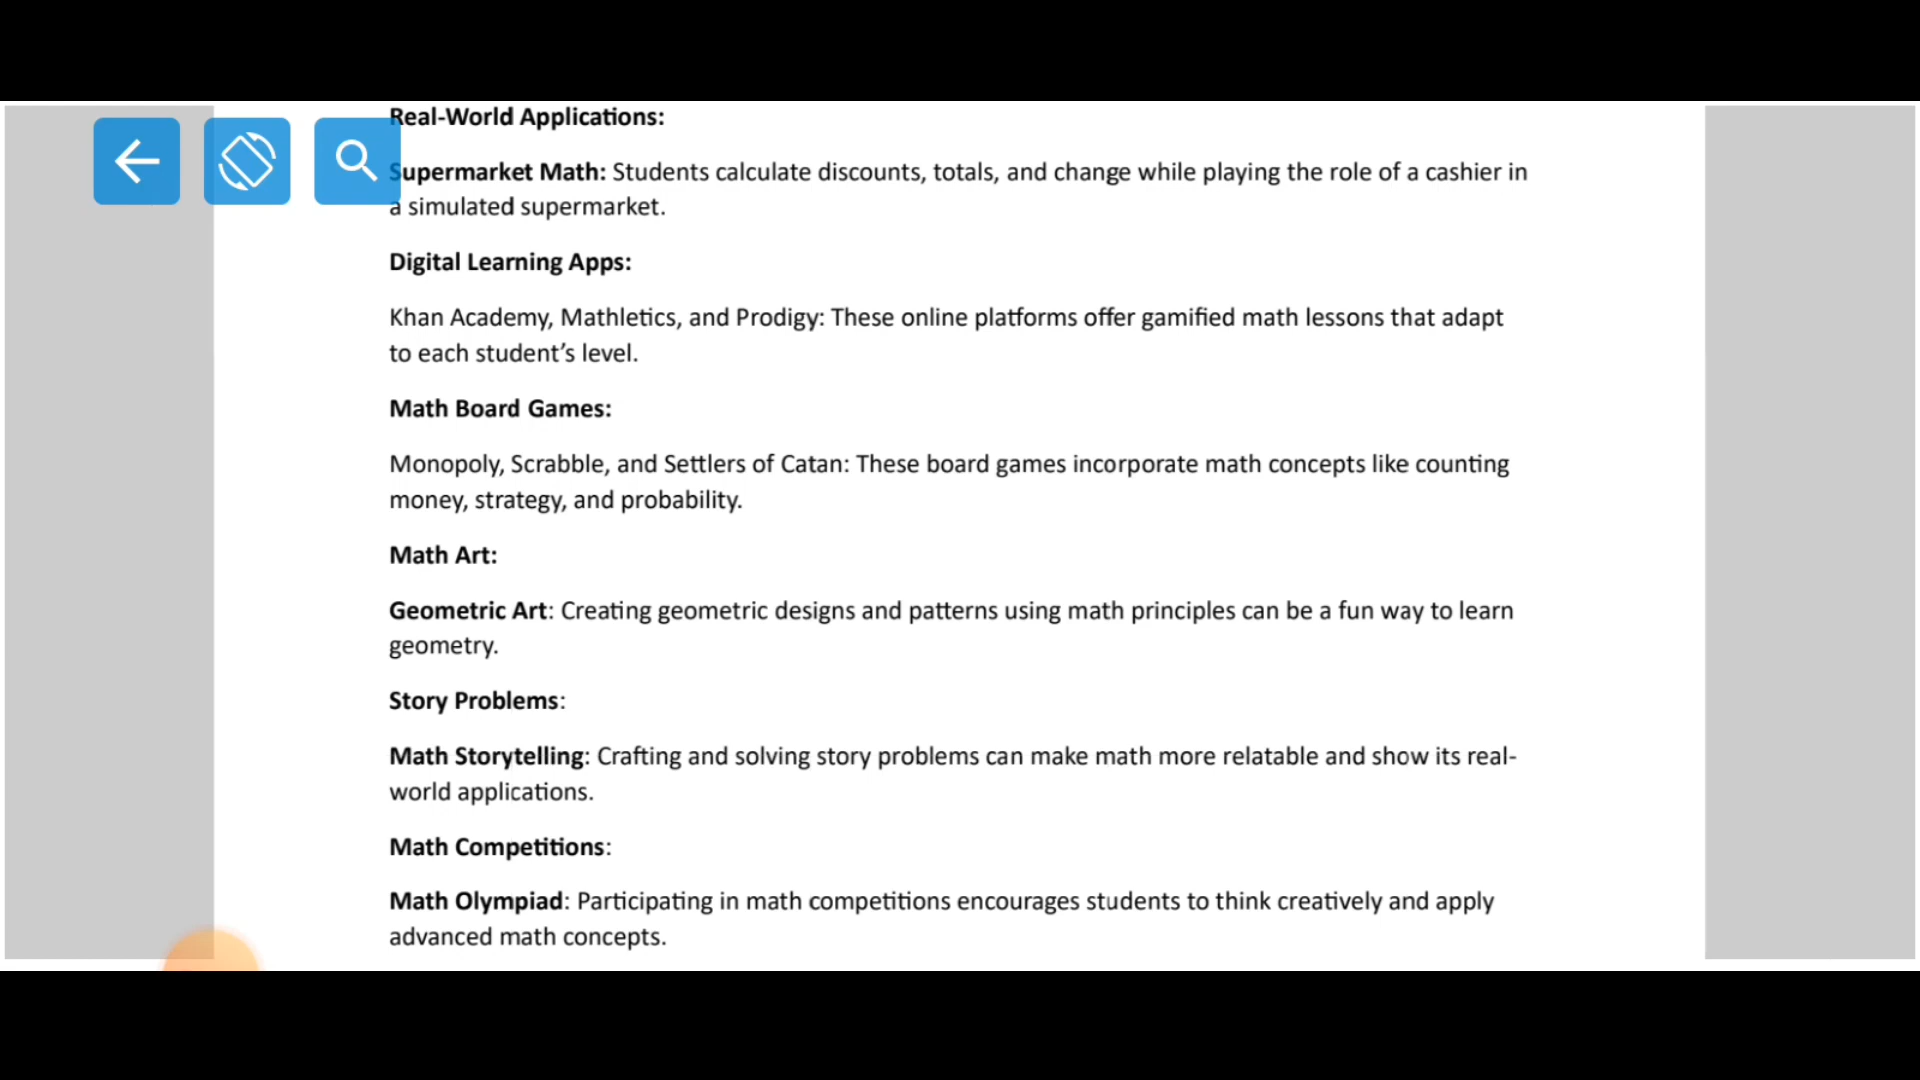 Real-World Applications:
Supermarket Math: Students calculate discounts, totals, and change while playing the role of a cashier in
a simulated supermarket.
Digital Learning Apps:
Khan Academy, Mathletics, and Prodigy: These online platforms offer gamified math lessons that adapt
to each student’s level.
Math Board Games:
Monopoly, Scrabble, and Settlers of Catan: These board games incorporate math concepts like counting
money, strategy, and probability.
Math Art:
Geometric Art: Creating geometric designs and patterns using math principles can be a fun way to learn
geometry.
Story Problems:
Math Storytelling: Crafting and solving story problems can make math more relatable and show its real-
world applications.
Math Competitions:
Math Olympiad: Participating in math competitions encourages students to think creatively and apply
advanced math concepts.